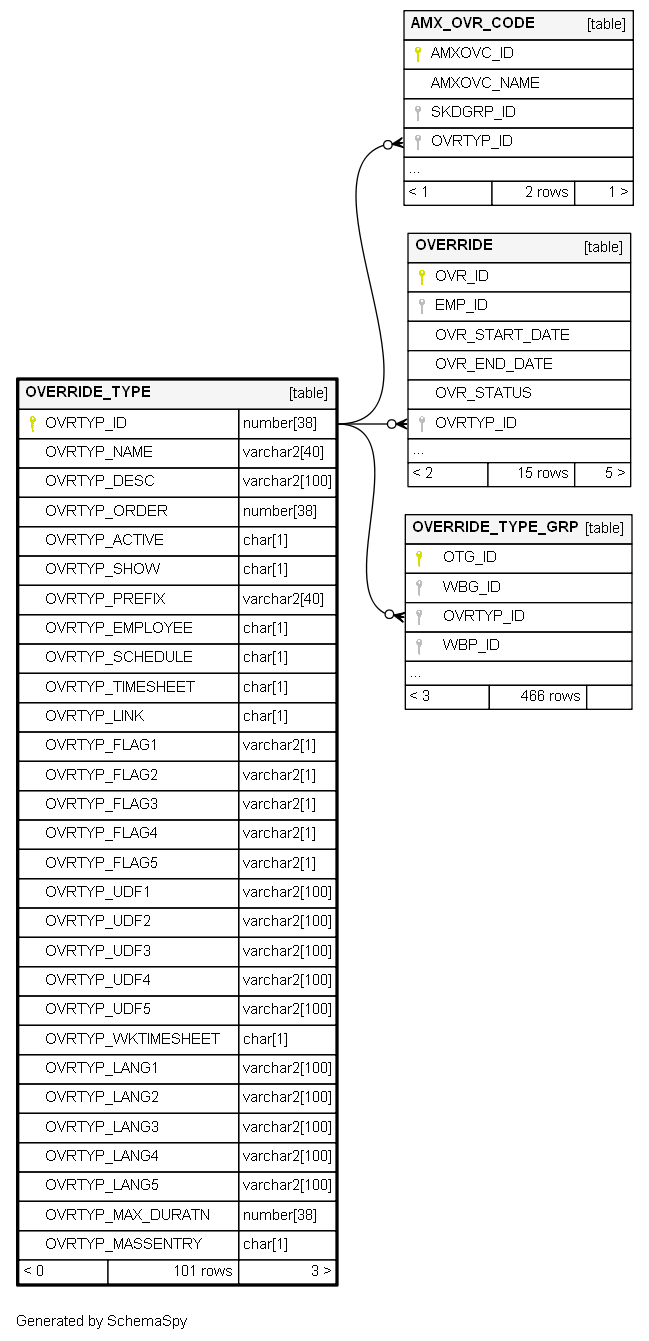 AMX_OVR_CODE [table]
AMXOVC_ID
AMXOVC_NAME
SKDGRP_ID
OVRTYP_ID
...
< 1 2 rows 1 >
OVERRIDE [table]
OVR_ID
EMP_ID
OVR_START_DATE
OVR_END_DATE
OVR_STATUS
OVRTYP_ID
...
< 2 15 rows 5 >
OVERRIDE_TYPE_GRP [table]
OTG_ID
WBG_ID
OVRTYP_ID
WBP_ID
...
< 3 466 rows
OVERRIDE_TYPE [table]
OVRTYP_ID number[38]
OVRTYP_NAME varchar2[40]
OVRTYP_DESC varchar2[100]
OVRTYP_ORDER number[38]
OVRTYP_ACTIVE char[1]
OVRTYP_SHOW char[1]
OVRTYP_PREFIX varchar2[40]
OVRTYP_EMPLOYEE char[1]
OVRTYP_SCHEDULE char[1]
OVRTYP_TIMESHEET char[1]
OVRTYP_LINK char[1]
OVRTYP_FLAG1 varchar2[1]
OVRTYP_FLAG2 varchar2[1]
OVRTYP_FLAG3 varchar2[1]
OVRTYP_FLAG4 varchar2[1]
OVRTYP_FLAG5 varchar2[1]
OVRTYP_UDF1 varchar2[100]
OVRTYP_UDF2 varchar2[100]
OVRTYP_UDF3 varchar2[100]
OVRTYP_UDF4 varchar2[100]
OVRTYP_UDF5 varchar2[100]
OVRTYP_WKTIMESHEET char[1]
OVRTYP_LANG1 varchar2[100]
OVRTYP_LANG2 varchar2[100]
OVRTYP_LANG3 varchar2[100]
OVRTYP_LANG4 varchar2[100]
OVRTYP_LANG5 varchar2[100]
OVRTYP_MAX_DURATN number[38]
OVRTYP_MASSENTRY char[1]
< 0 101 rows 3 >
Generated by SchemaSpy